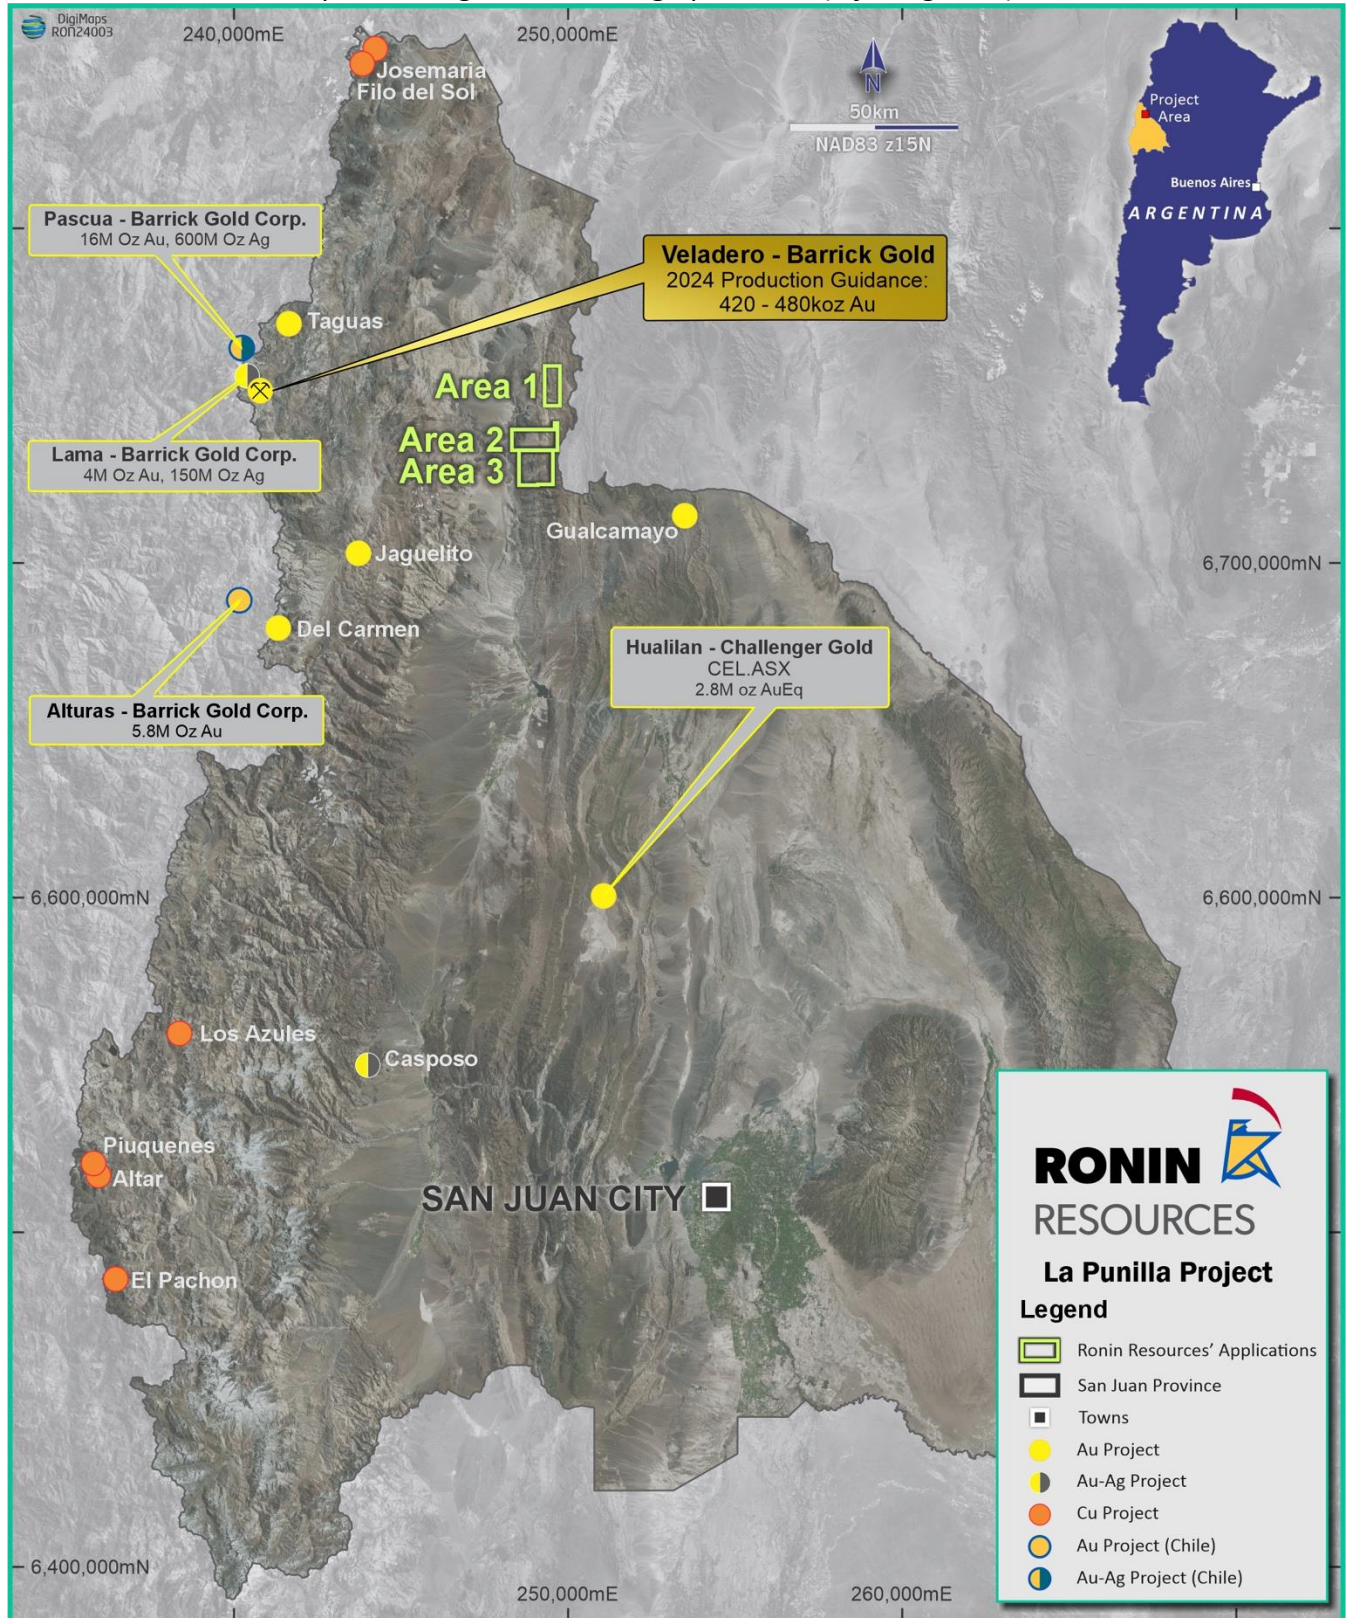 DigiMaps
RON24003
240,000mE
250,000mE
Josemaria
Filo del Sol
N
50km
NAD83 z15N
Project
Area
Buenos Aires
ARGENTINA
Pascua - Barrick Gold Corp.
16M Oz Au, 600M Oz Ag
Veladero - Barrick Gold
2024 Production Guidance:
420 - 480koz Au
Taguas
Area 1
Area 2
Area 3
Lama - Barrick Gold Corp.
4M Oz Au, 150M Oz Ag
Gualcamayo
Jaguelito
6,700,000mN
Del Carmen
Hualilan - Challenger Gold
CEL.ASX
2.8M oz AuEq
Alturas - Barrick Gold Corp.
5.8M Oz Au
6,600,000mN
6,600,000mN
Los Azules
Casposo
Piuquenes
Altar
SAN JUAN CITY
El Pachon
RONIN
RESOURCES
La Punilla Project
Legend
Ronin Resources' Applications
San Juan Province
Towns
Au Project
Au-Ag Project
Cu Project
Au Project (Chile)
Au-Ag Project (Chile)
6,400,000mN
250,000mE
260,000mE